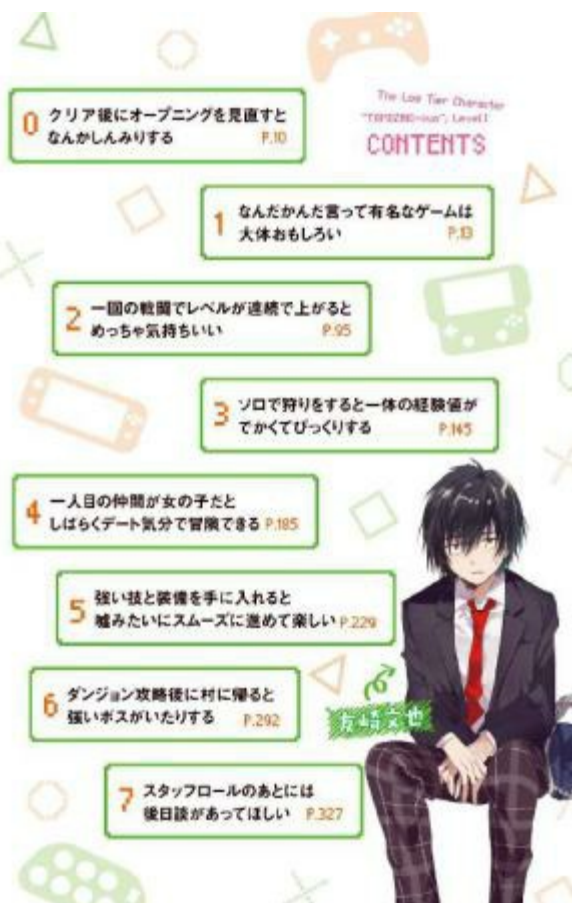 The Low Tier Character
"TOMOZAKI-kun"; Level1
CONTENTS
0 クリア後にオープニングを見直すと
なんかしんみりする P.10
1 なんだかんだ言って有名なゲームは
大体おもしろい P.13
2 一回の戦闘でレベルが連続で上がると
めっちゃ気持ちいい P.95
3 ソロで狩りをすると一体の経験値が
でかくてびっくりする P.145
4 一人目の仲間が女の子だと
しばらくデート気分で冒険できる P.185
5 強い技と装備を手に入れると
嘘みたいにスムーズに進めて楽しい P.229
6 ダンジョン攻略後に村に帰ると
強いボスがいたりする P.292
友崎文也
7 スタッフロールのあとには
後日談があってほしい P.327